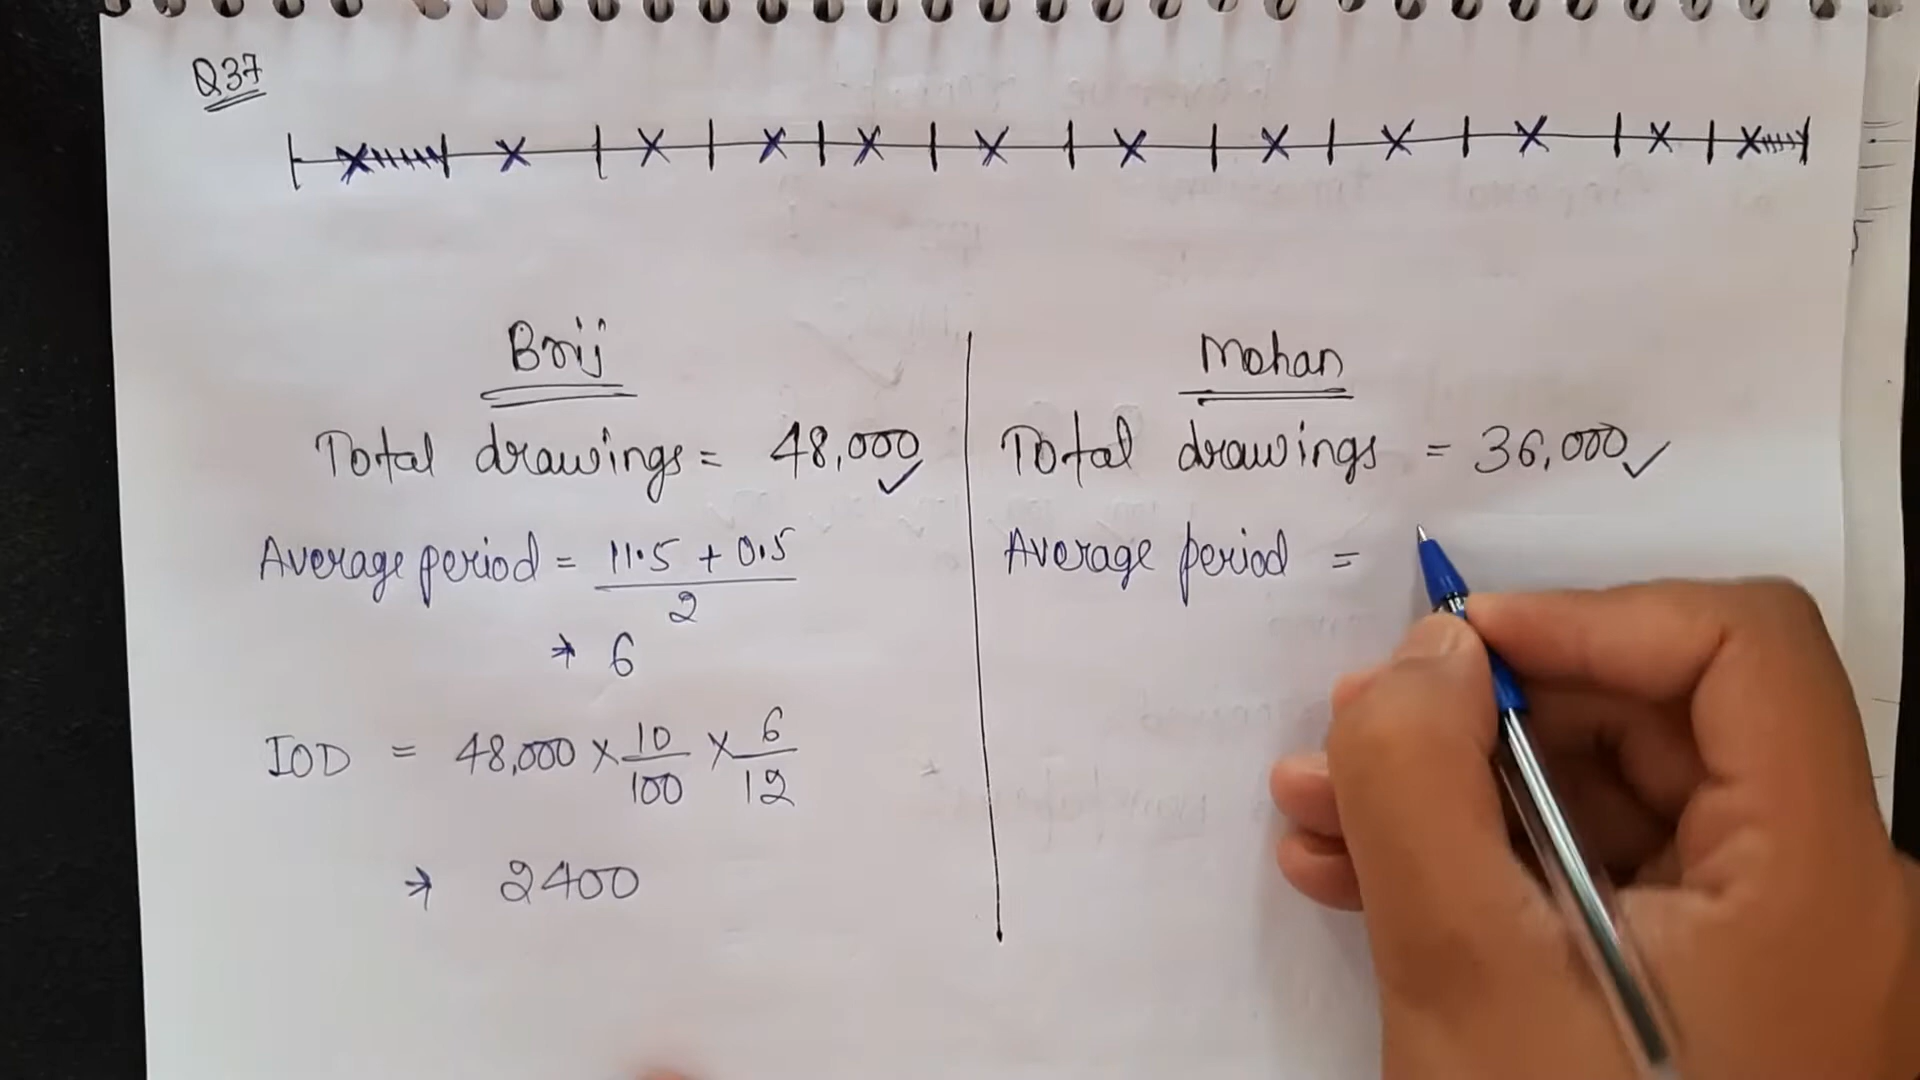 Q37
Brij
Total drawings = 48,000 ✓
Average period = 11.5 + 0.5
2
→ 6
IOD = 48,000 × 10/100 × 6/12
→ 2400
Mohan
Total drawings = 36,000 ✓
Average period =